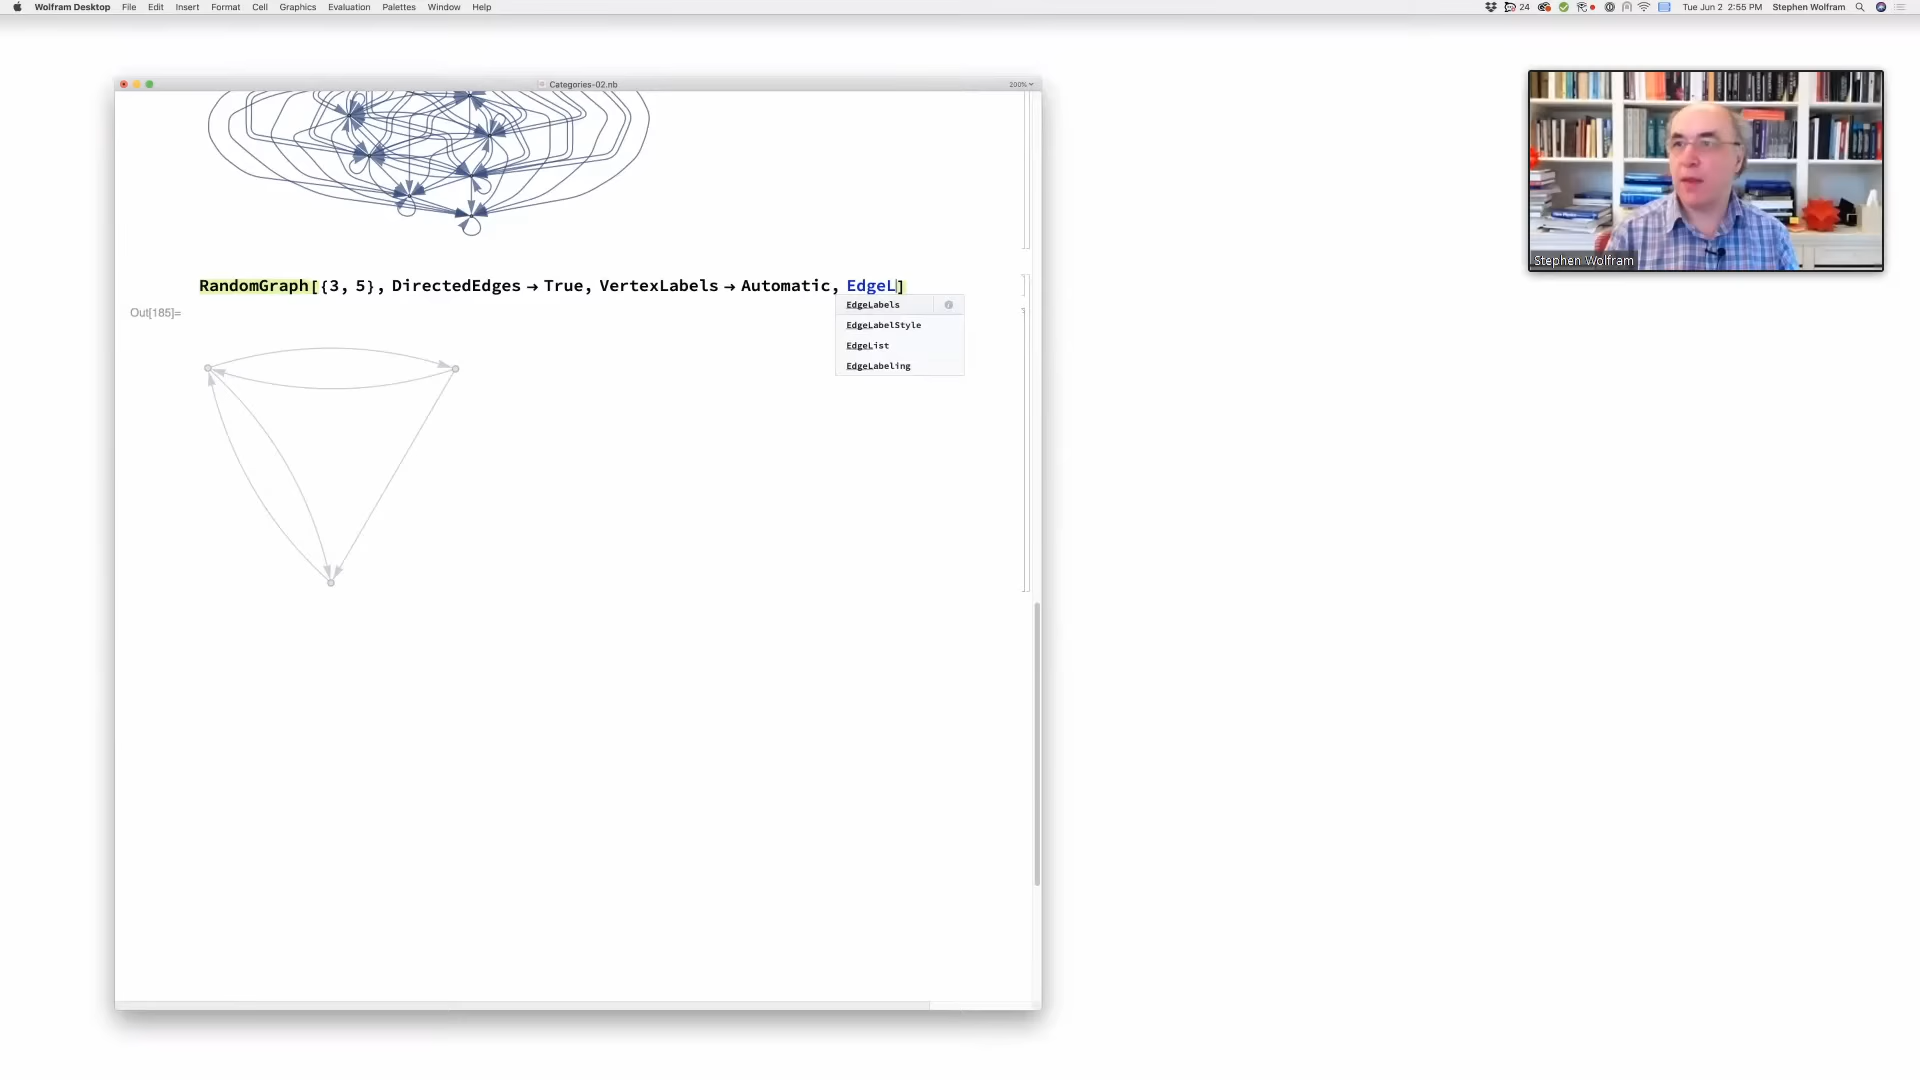 Wolfram Desktop File Edit Insert Format Cell Graphics Evaluation Palettes Window Help 24 Tue Jun 2 2:55 PM Stephen Wolfram
Categories-02.nb 200%
RandomGraph[{3, 5}, DirectedEdges → True, VertexLabels → Automatic, EdgeL]
EdgeLabels
EdgeLabelStyle
EdgeList
EdgeLabeling
Out[185]=
Stephen Wolfram